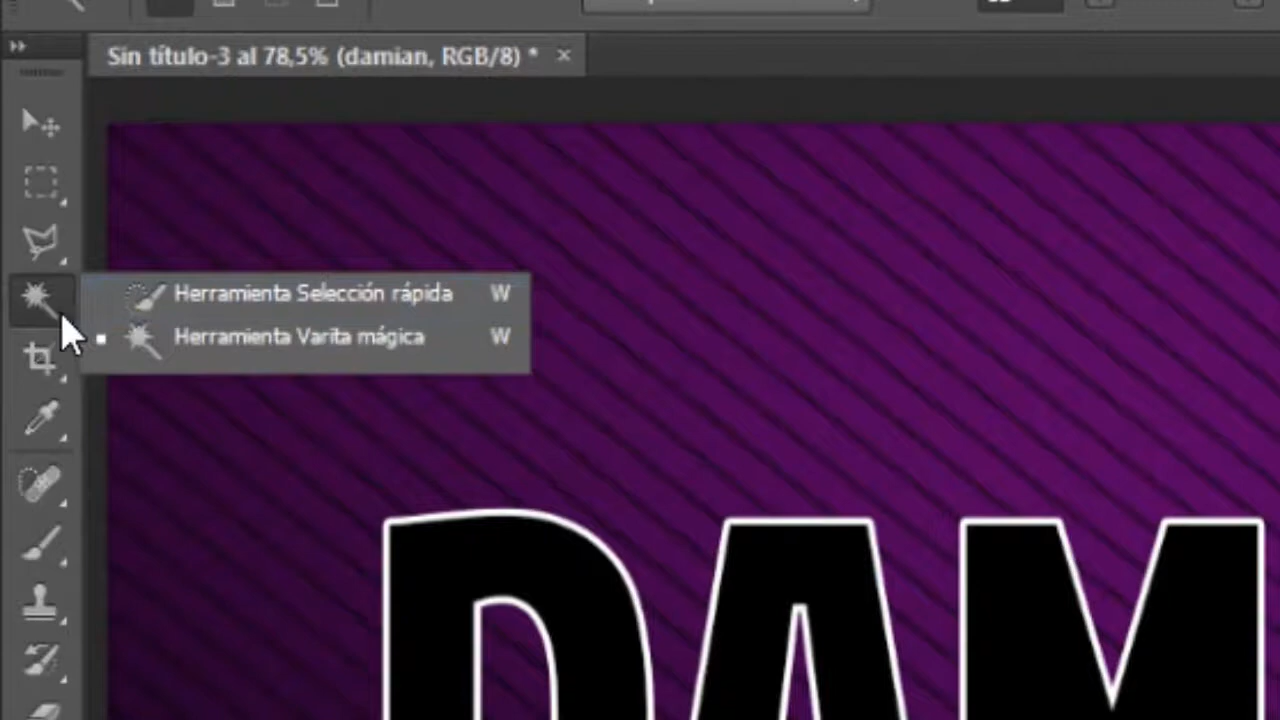 Sin título-3 al 78,5% (damian, RGB/8) * ×
Herramienta Selección rápida W
Herramienta Varita mágica W
DAM